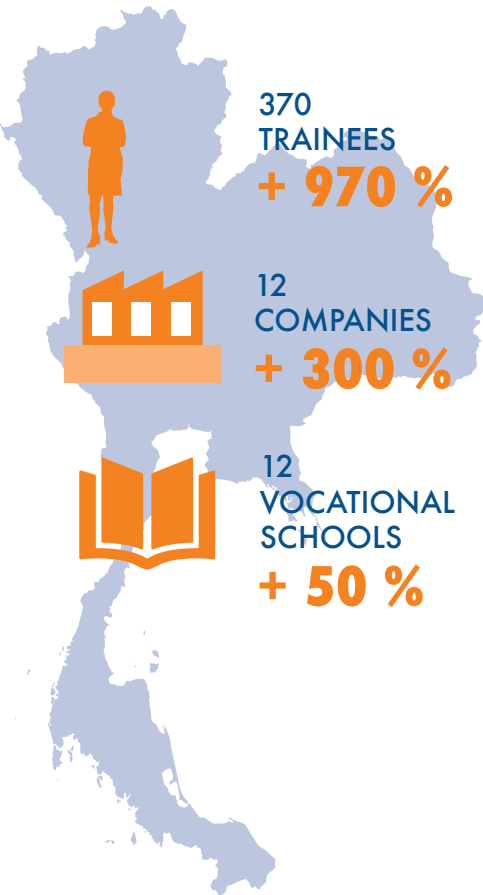 370
TRAINEES
+ 970 %
12
COMPANIES
+ 300 %
12
VOCATIONAL
SCHOOLS
+ 50 %